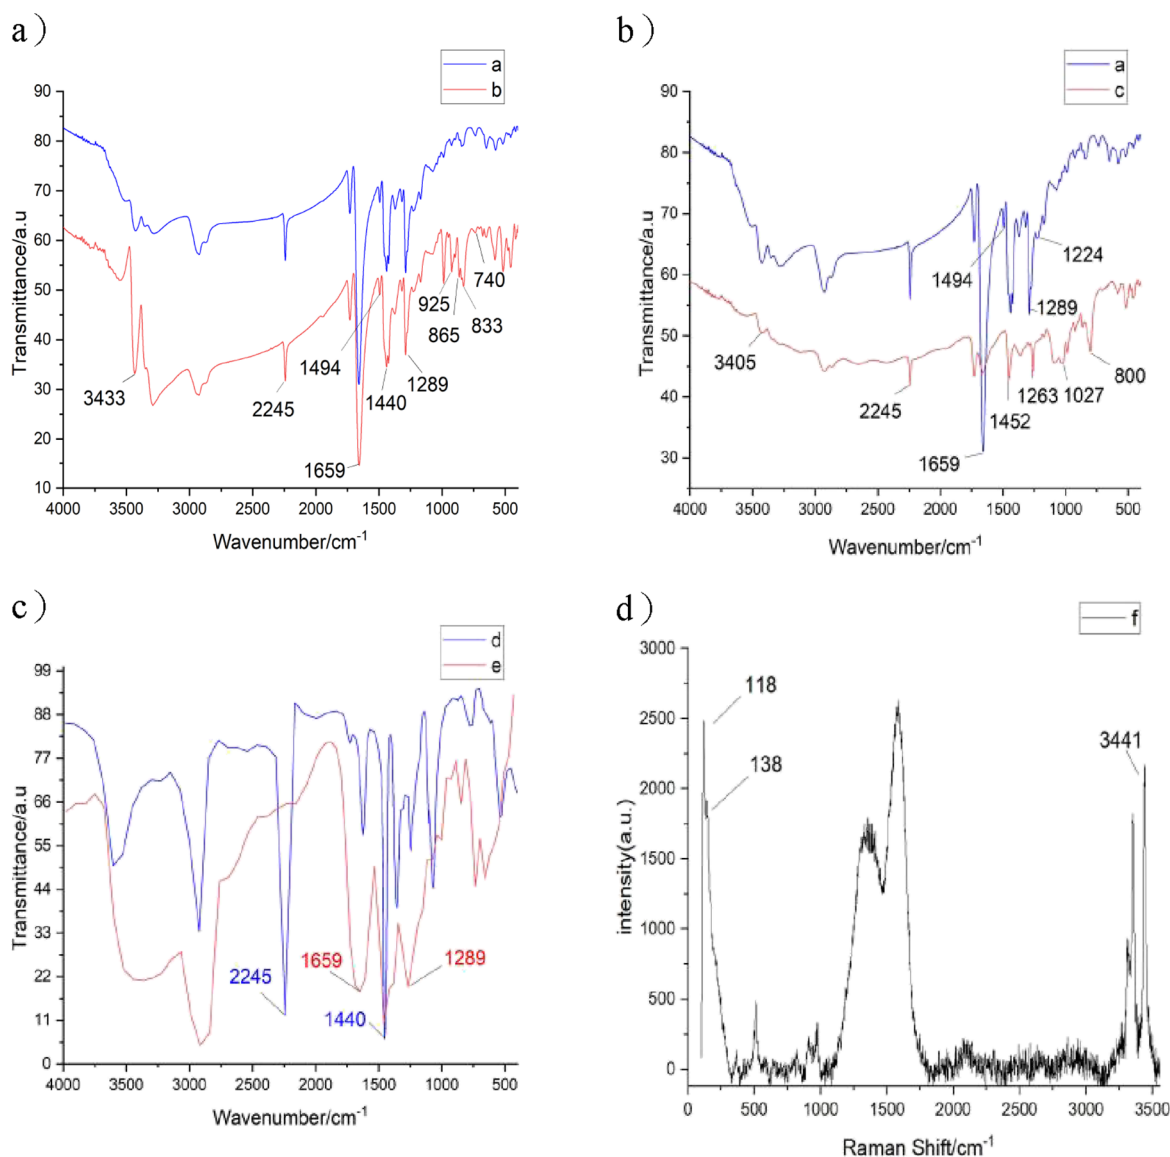 a）
a
b
90
80
70
60
50
40
30
20
10
Transmittance/a.u
3433
2245
1659
1494
1440
1289
925
865
833
740
4000 3500 3000 2500 2000 1500 1000 500
Wavenumber/cm-1
b）
a
c
90
80
70
60
50
40
30
Transmittance/a.u
3405
2245
1659
1494
1452
1289
1263
1224
1027
800
4000 3500 3000 2500 2000 1500 1000 500
Wavenumber/cm-1
c）
d
e
99
88
77
66
55
44
33
22
11
0
Transmittance/a.u
2245
1659
1440
1289
4000 3500 3000 2500 2000 1500 1000 500
Wavenumber/cm-1
d）
f
3000
2500
2000
1500
1000
500
0
intensity(a.u.)
118
138
3441
0 500 1000 1500 2000 2500 3000 3500
Raman Shift/cm-1